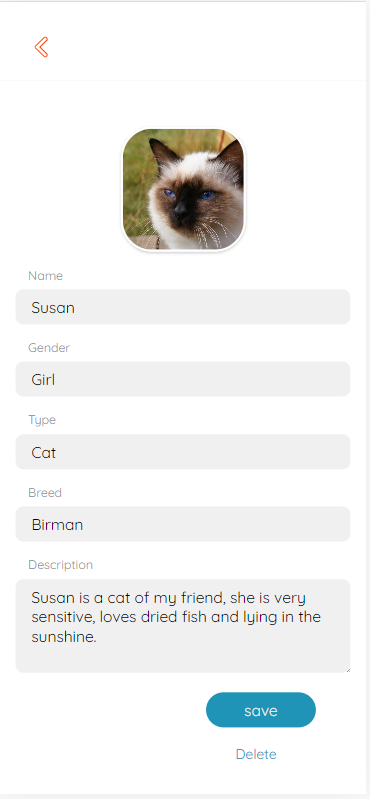 Name
Susan
Gender
Girl
Type
Cat
Breed
Birman
Description
Susan is a cat of my friend, she is very
sensitive, loves dried fish and lying in the
sunshine.
save
Delete